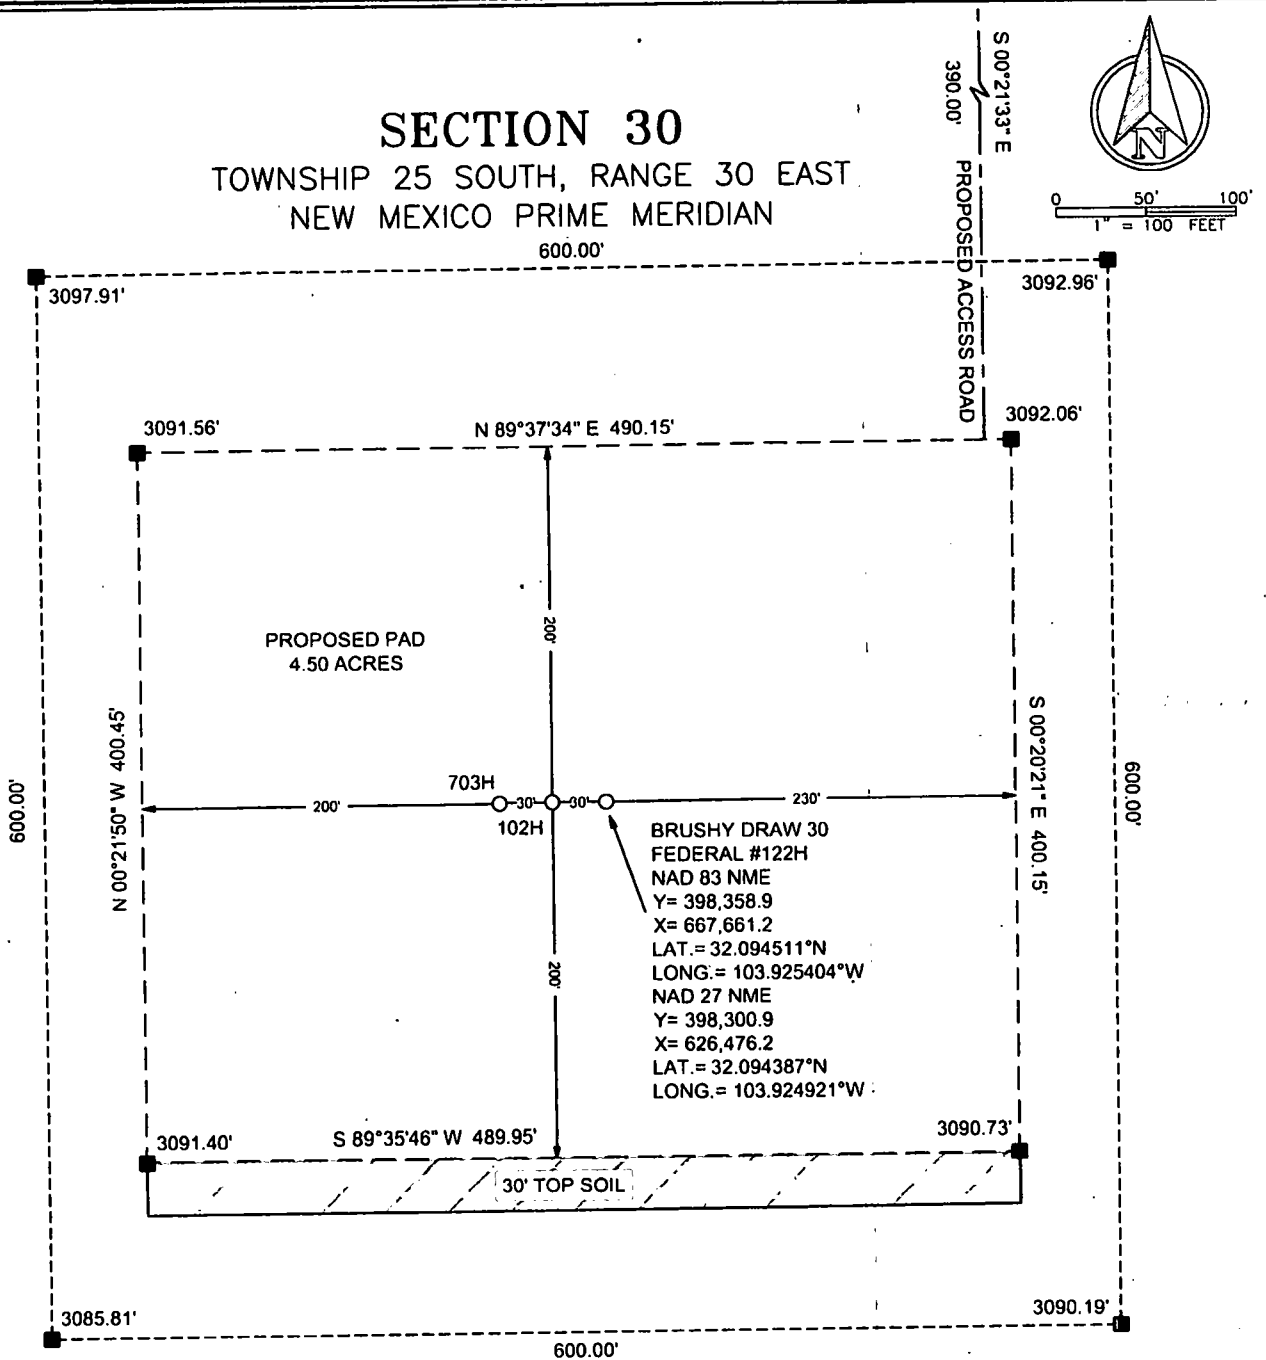 SECTION 30
TOWNSHIP 25 SOUTH, RANGE 30 EAST
NEW MEXICO PRIME MERIDIAN
S 00°21'33" E
390.00'
PROPOSED ACCESS ROAD
N
0 50' 100'
1" = 100 FEET
600.00'
3097.91'
3092.96'
3091.56'
N 89°37'34" E 490.15'
3092.06'
200'
PROPOSED PAD
4.50 ACRES
N 00°21'50" W 400.45'
S 00°20'21" E 400.15'
600.00'
600.00'
703H
200'
30'
30'
230'
102H
BRUSHY DRAW 30
FEDERAL #122H
NAD 83 NME
Y= 398,358.9
X= 667,661.2
LAT.= 32.094511°N
LONG.= 103.925404°W
NAD 27 NME
Y= 398,300.9
X= 626,476.2
LAT.= 32.094387°N
LONG.= 103.924921°W
200'
3091.40'
S 89°35'46" W 489.95'
3090.73'
30' TOP SOIL
3085.81'
3090.19'
600.00'